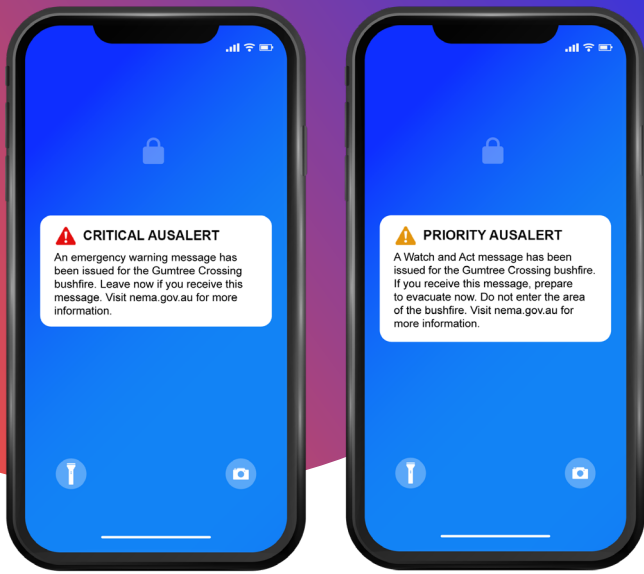 CRITICAL AUSALERT
An emergency warning message has
been issued for the Gumtree Crossing
bushfire. Leave now if you receive this
message. Visit nema.gov.au for more
information.
PRIORITY AUSALERT
A Watch and Act message has been
issued for the Gumtree Crossing bushfire.
If you receive this message, prepare
to evacuate now. Do not enter the area
of the bushfire. Visit nema.gov.au for
more information.